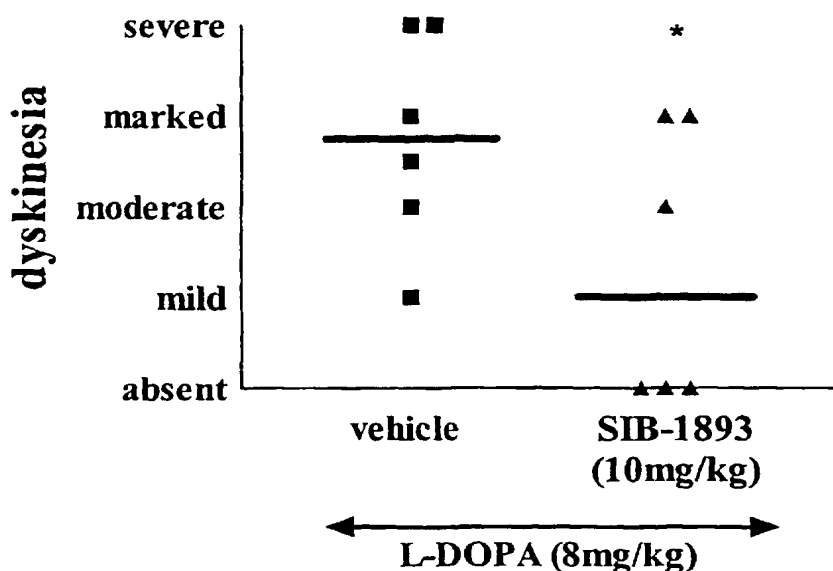 severe
*
marked
moderate
mild
absent
dyskinesia
vehicle
SIB-1893
(10mg/kg)
L-DOPA (8mg/kg)